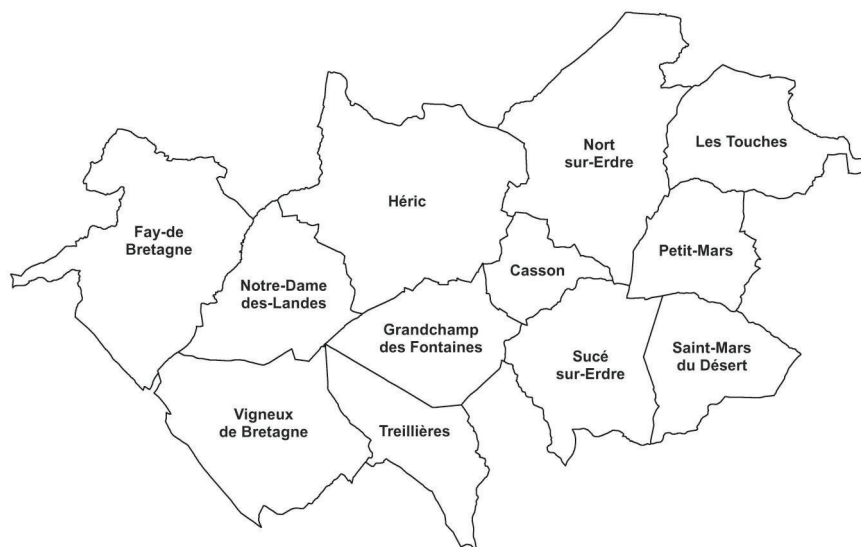 Nort
sur-Erdre
Les Touches
Héric
Fay-de
Bretagne
Petit-Mars
Casson
Notre-Dame
des-Landes
Grandchamp
des Fontaines
Sucé
sur-Erdre
Saint-Mars
du Désert
Vigneux
de Bretagne
Treillières